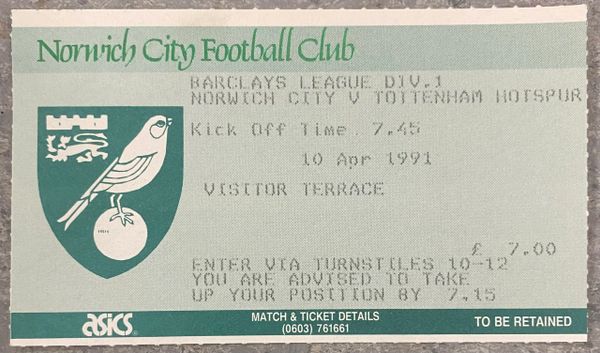 Norwich City Football Club
BARCLAYS LEAGUE DIV.1
NORWICH CITY V TOTTENHAM HOTSPUR
Kick Off Time 7.45
10 Apr 1991
VISITOR TERRACE
£ 7.00
ENTER VIA TURNSTILES 10-12
YOU ARE ADVISED TO TAKE
UP YOUR POSITION BY 7.15
asics
MATCH & TICKET DETAILS
(0603) 761661
TO BE RETAINED